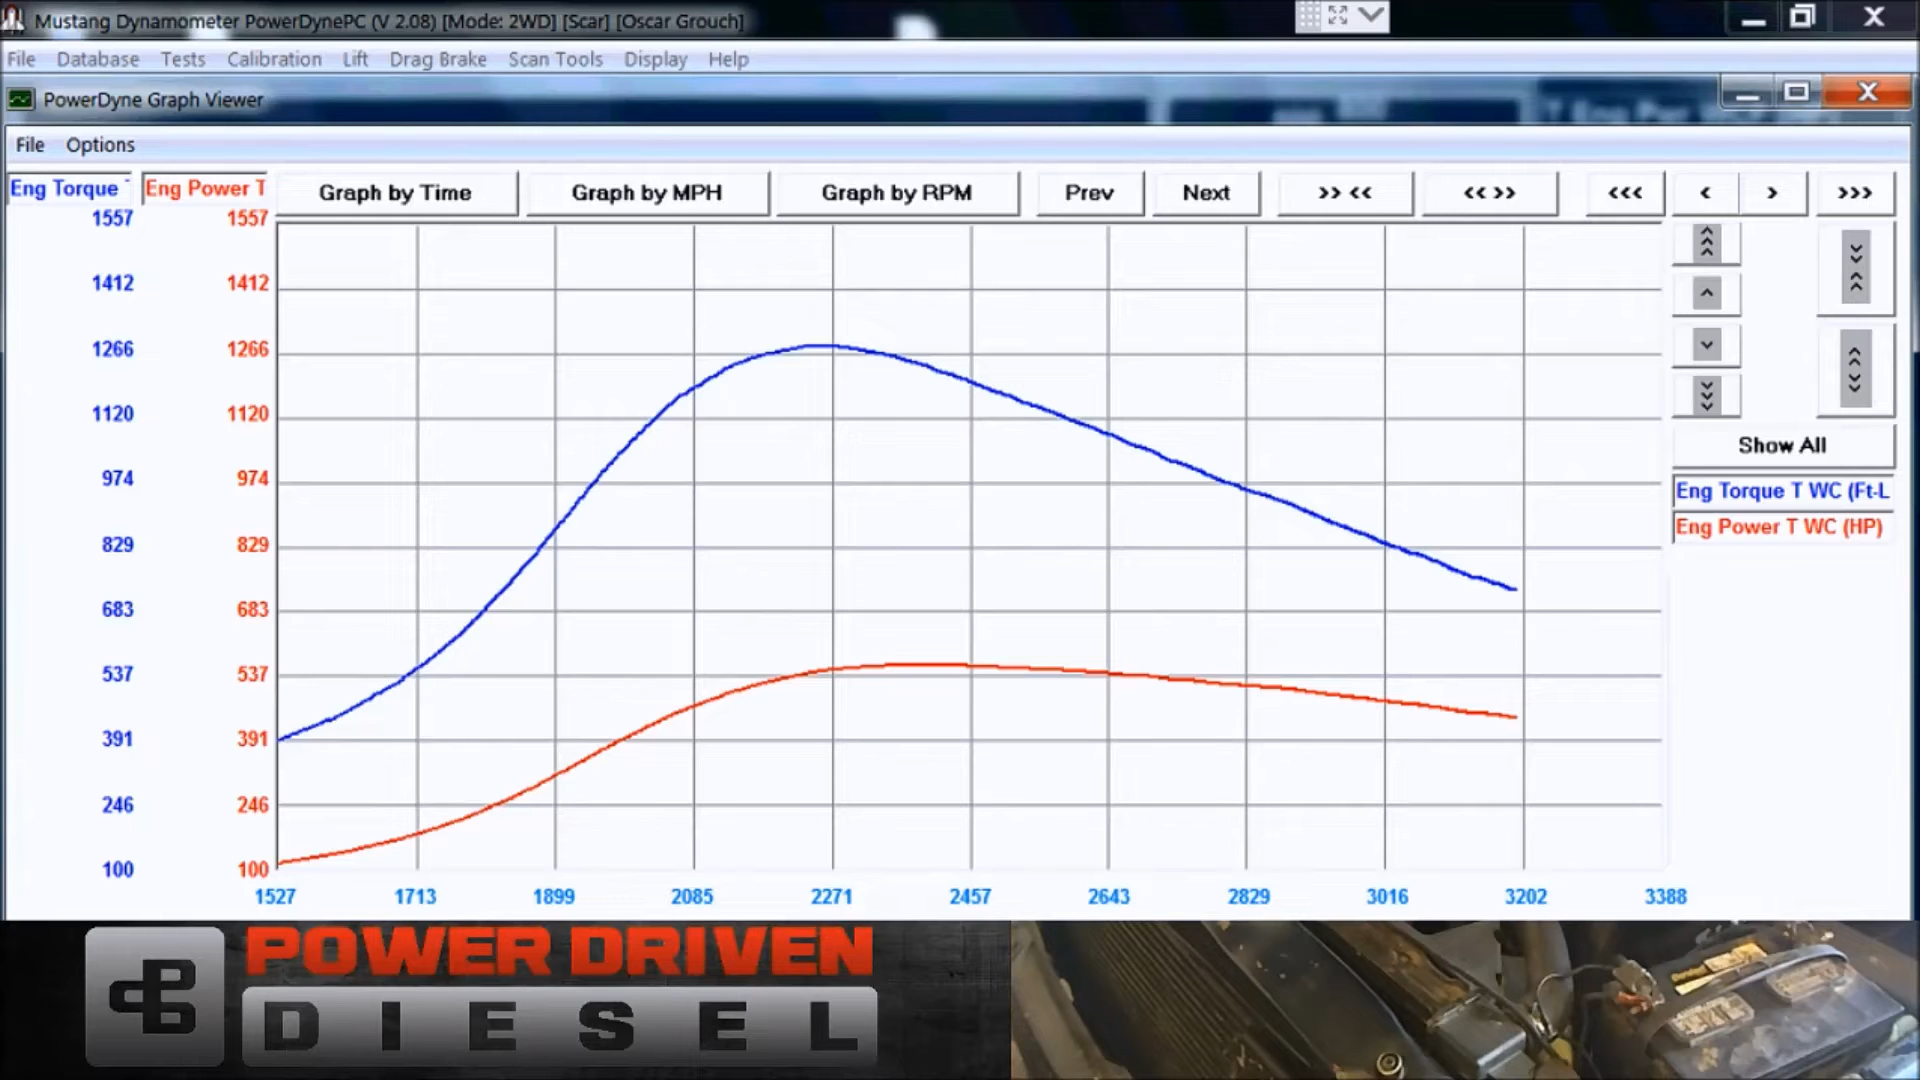 Mustang Dynamometer PowerDynePC (V 2.08) [Mode: 2WD] [Scar] [Oscar Grouch]
File Database Tests Calibration Lift Drag Brake Scan Tools Display Help
PowerDyne Graph Viewer
File Options
Eng Torque Eng Power T Graph by Time Graph by MPH Graph by RPM Prev Next >> << << >> <<< < > >>>
1557 1557
1412 1412
1266 1266
1120 1120
974 974
829 829
683 683
537 537
391 391
246 246
100 100
1527 1713 1899 2085 2271 2457 2643 2829 3016 3202 3388
Show All
Eng Torque T WC (Ft-L
Eng Power T WC (HP)
POWER DRIVEN
DIESEL